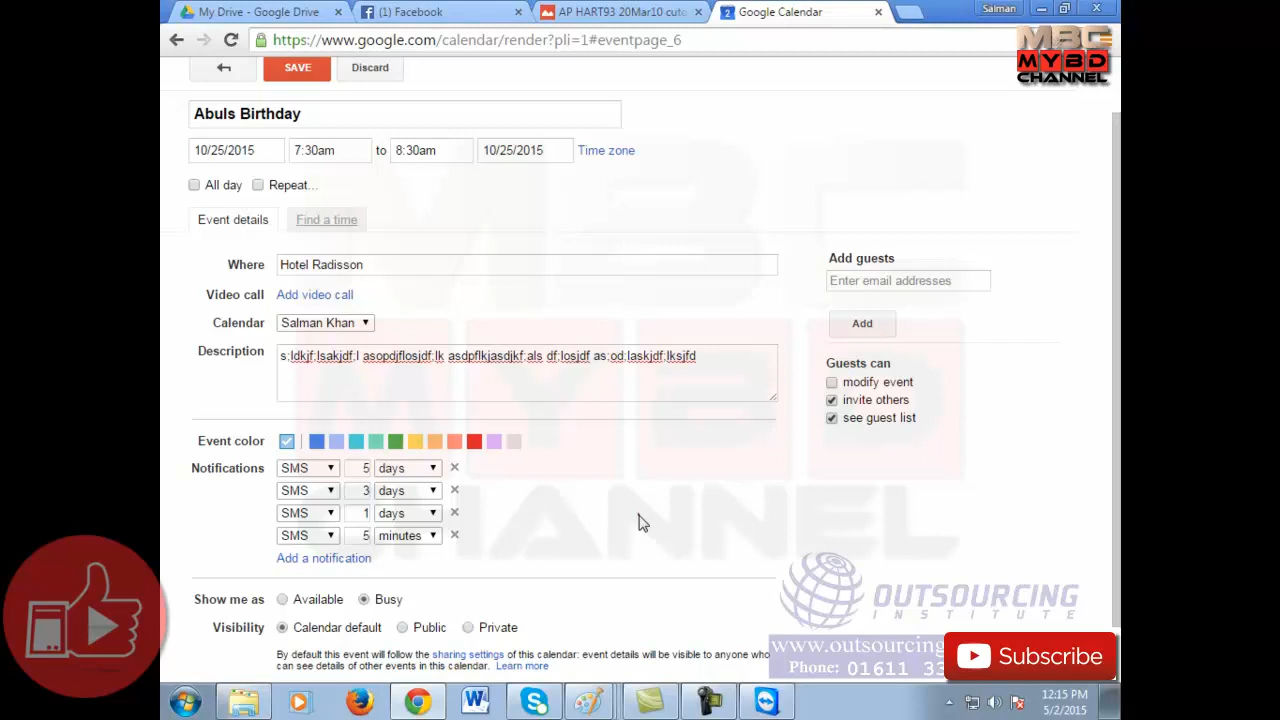 My Drive - Google Drive
(1) Facebook
AP HART93 20Mar10 cuto
Google Calendar
Salman
https://www.google.com/calendar/render?pli=1#eventpage_6
MBC
MYBD
CHANNEL
SAVE
Discard
Abuls Birthday
10/25/2015 7:30am to 8:30am 10/25/2015 Time zone
All day Repeat...
Event details Find a time
Where Hotel Radisson
Video call Add video call
Calendar Salman Khan
Description s;ldkjf;lsakjdf;l asopdjflosjdf;lk asdpflkjasdjkf;als df;losjdf as;od;laskjdf;lksjfd
Add guests
Enter email addresses
Add
Guests can
modify event
invite others
see guest list
Event color
Notifications SMS 5 days
SMS 3 days
SMS 1 days
SMS 5 minutes
Add a notification
Show me as Available Busy
Visibility Calendar default Public Private
By default this event will follow the sharing settings of this calendar: event details will be visible to anyone who
can see details of other events in this calendar. Learn more
MBC
MYBD
CHANNEL
OUTSOURCING
INSTITUTE
www.outsourcing
Phone: 01611 33
Subscribe
12:15 PM
5/2/2015